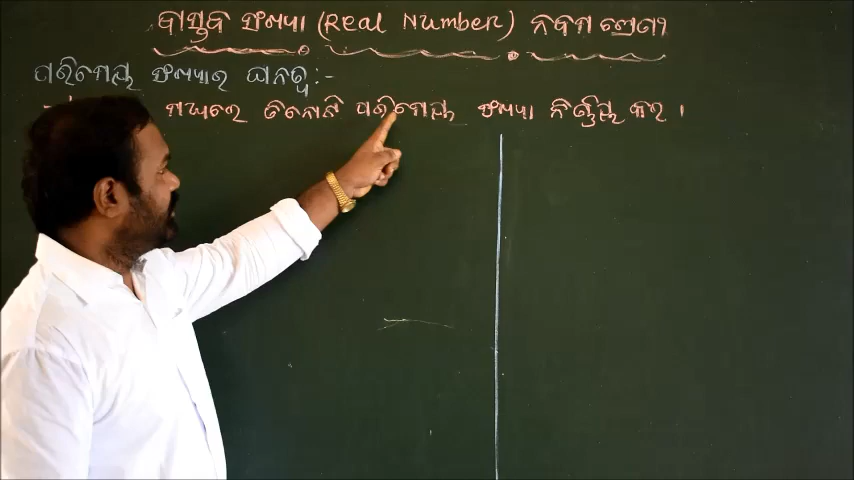 ବାସ୍ତବ ସଂଖ୍ୟା (Real Number) ନବମ ଶ୍ରେଣୀ
ପରିମେୟ ସଂଖ୍ୟାର ଘନତ୍ୱ :-
ମଧ୍ୟରେ ତିନୋଟି ପରିମେୟ ସଂଖ୍ୟା ନିର୍ଣ୍ଣୟ କର ।